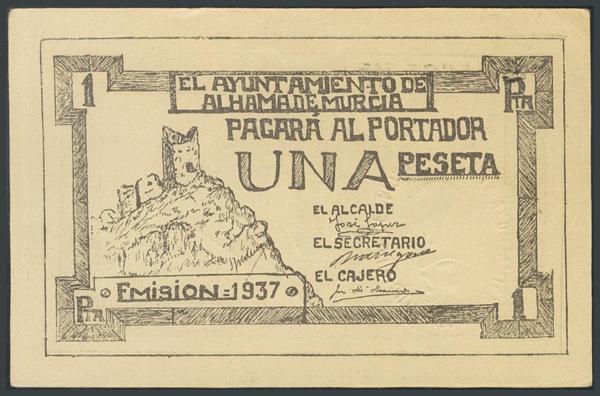 1
PTA
EL AYUNTAMIENTO DE
ALHAMA DE MURCIA
PAGARÁ AL PORTADOR
UNA PESETA
EL ALCALDE
José
EL SECRETARIO
EL CAJERO
EMISION=1937
PTA
1